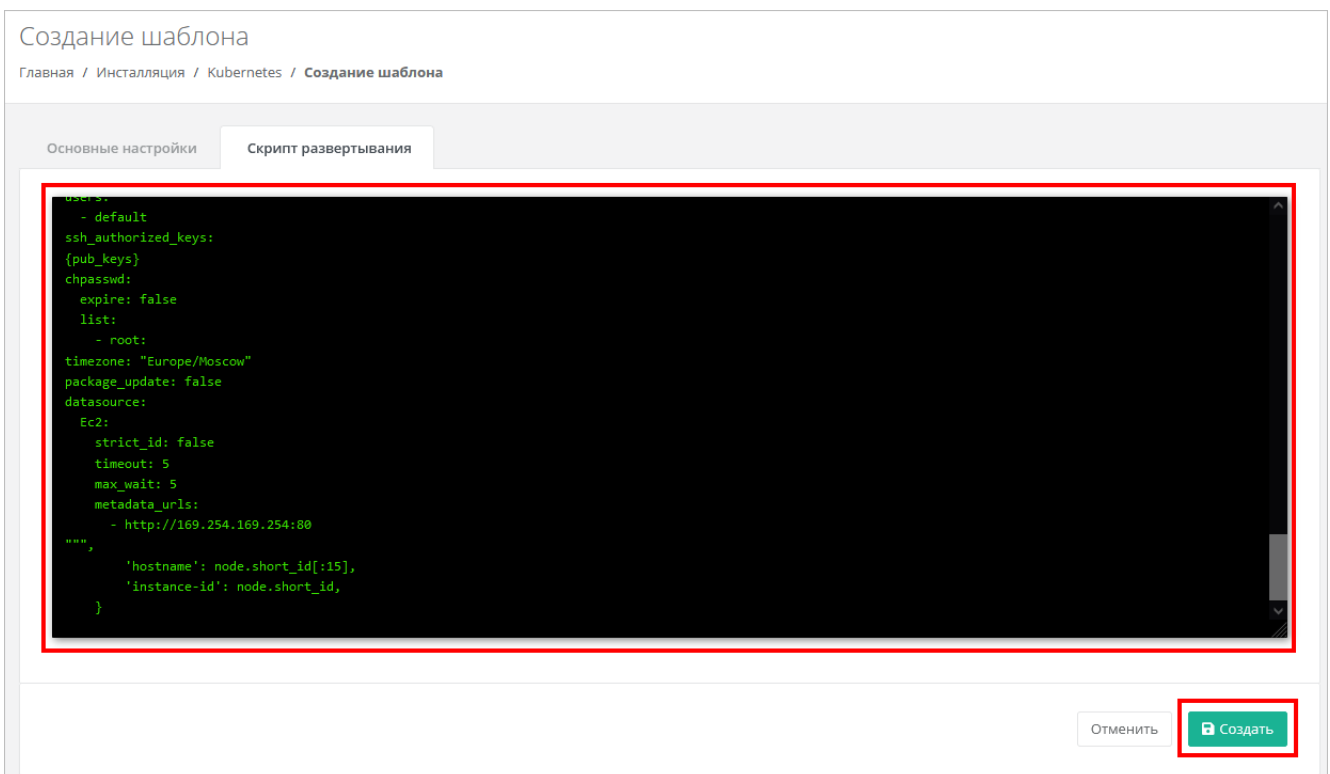 Создание шаблона
Главная / Инсталляция / Kubernetes / Создание шаблона
Основные настройки Скрипт развертывания
users:
  - default
ssh_authorized_keys:
{pub_keys}
chpasswd:
  expire: false
  list:
    - root:
timezone: "Europe/Moscow"
package_update: false
datasource:
  Ec2:
    strict_id: false
    timeout: 5
    max_wait: 5
    metadata_urls:
      - http://169.254.169.254:80
""",
        'hostname': node.short_id[:15],
        'instance-id': node.short_id,
    }
Отменить Создать